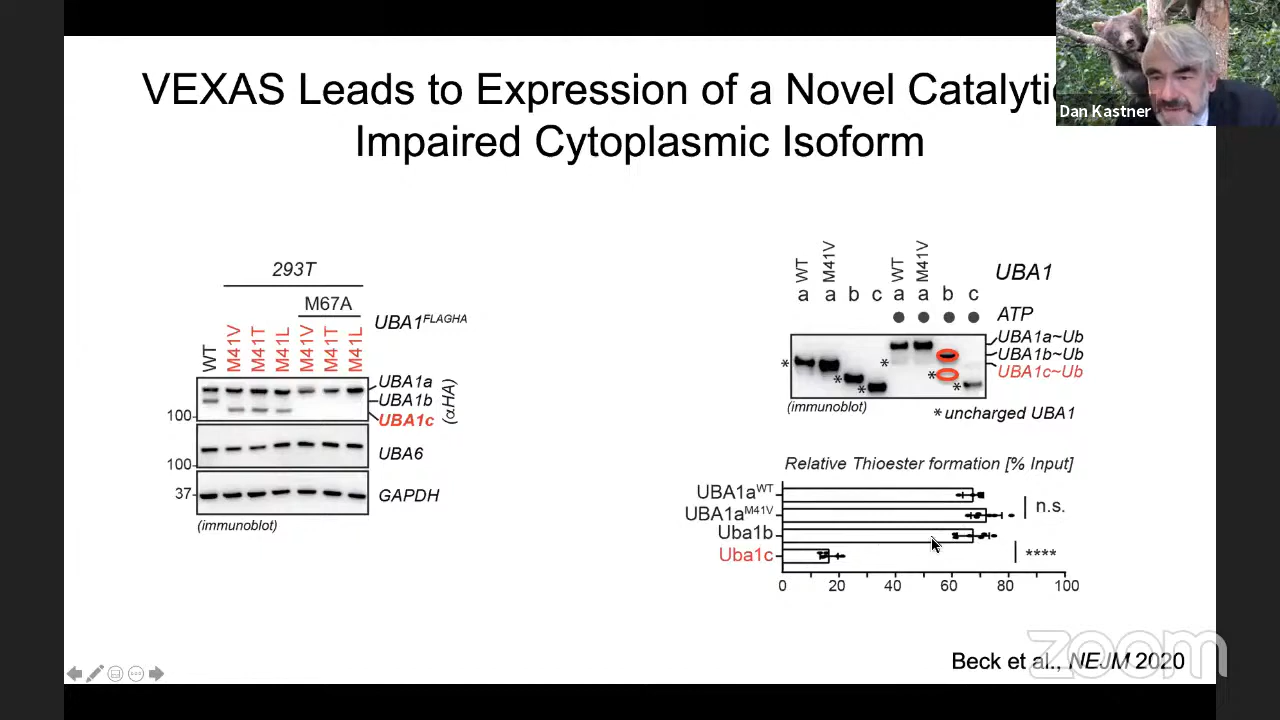 VEXAS Leads to Expression of a Novel Catalytic
Impaired Cytoplasmic Isoform
Dan Kastner
293T
M67A
UBA1FLAGHA
WT
M41V
M41T
M41L
M41V
M41T
M41L
UBA1a
UBA1b
UBA1c
(αHA)
100
UBA6
100
GAPDH
37
(immunoblot)
WT
M41V
WT
M41V
UBA1
a a b c a a b c
ATP
UBA1a~Ub
UBA1b~Ub
UBA1c~Ub
* * * * * *
(immunoblot)
*uncharged UBA1
Relative Thioester formation [% Input]
UBA1aWT
UBA1aM41V
n.s.
Uba1b
Uba1c
****
0 20 40 60 80 100
Beck et al., NEJM 2020
zoom